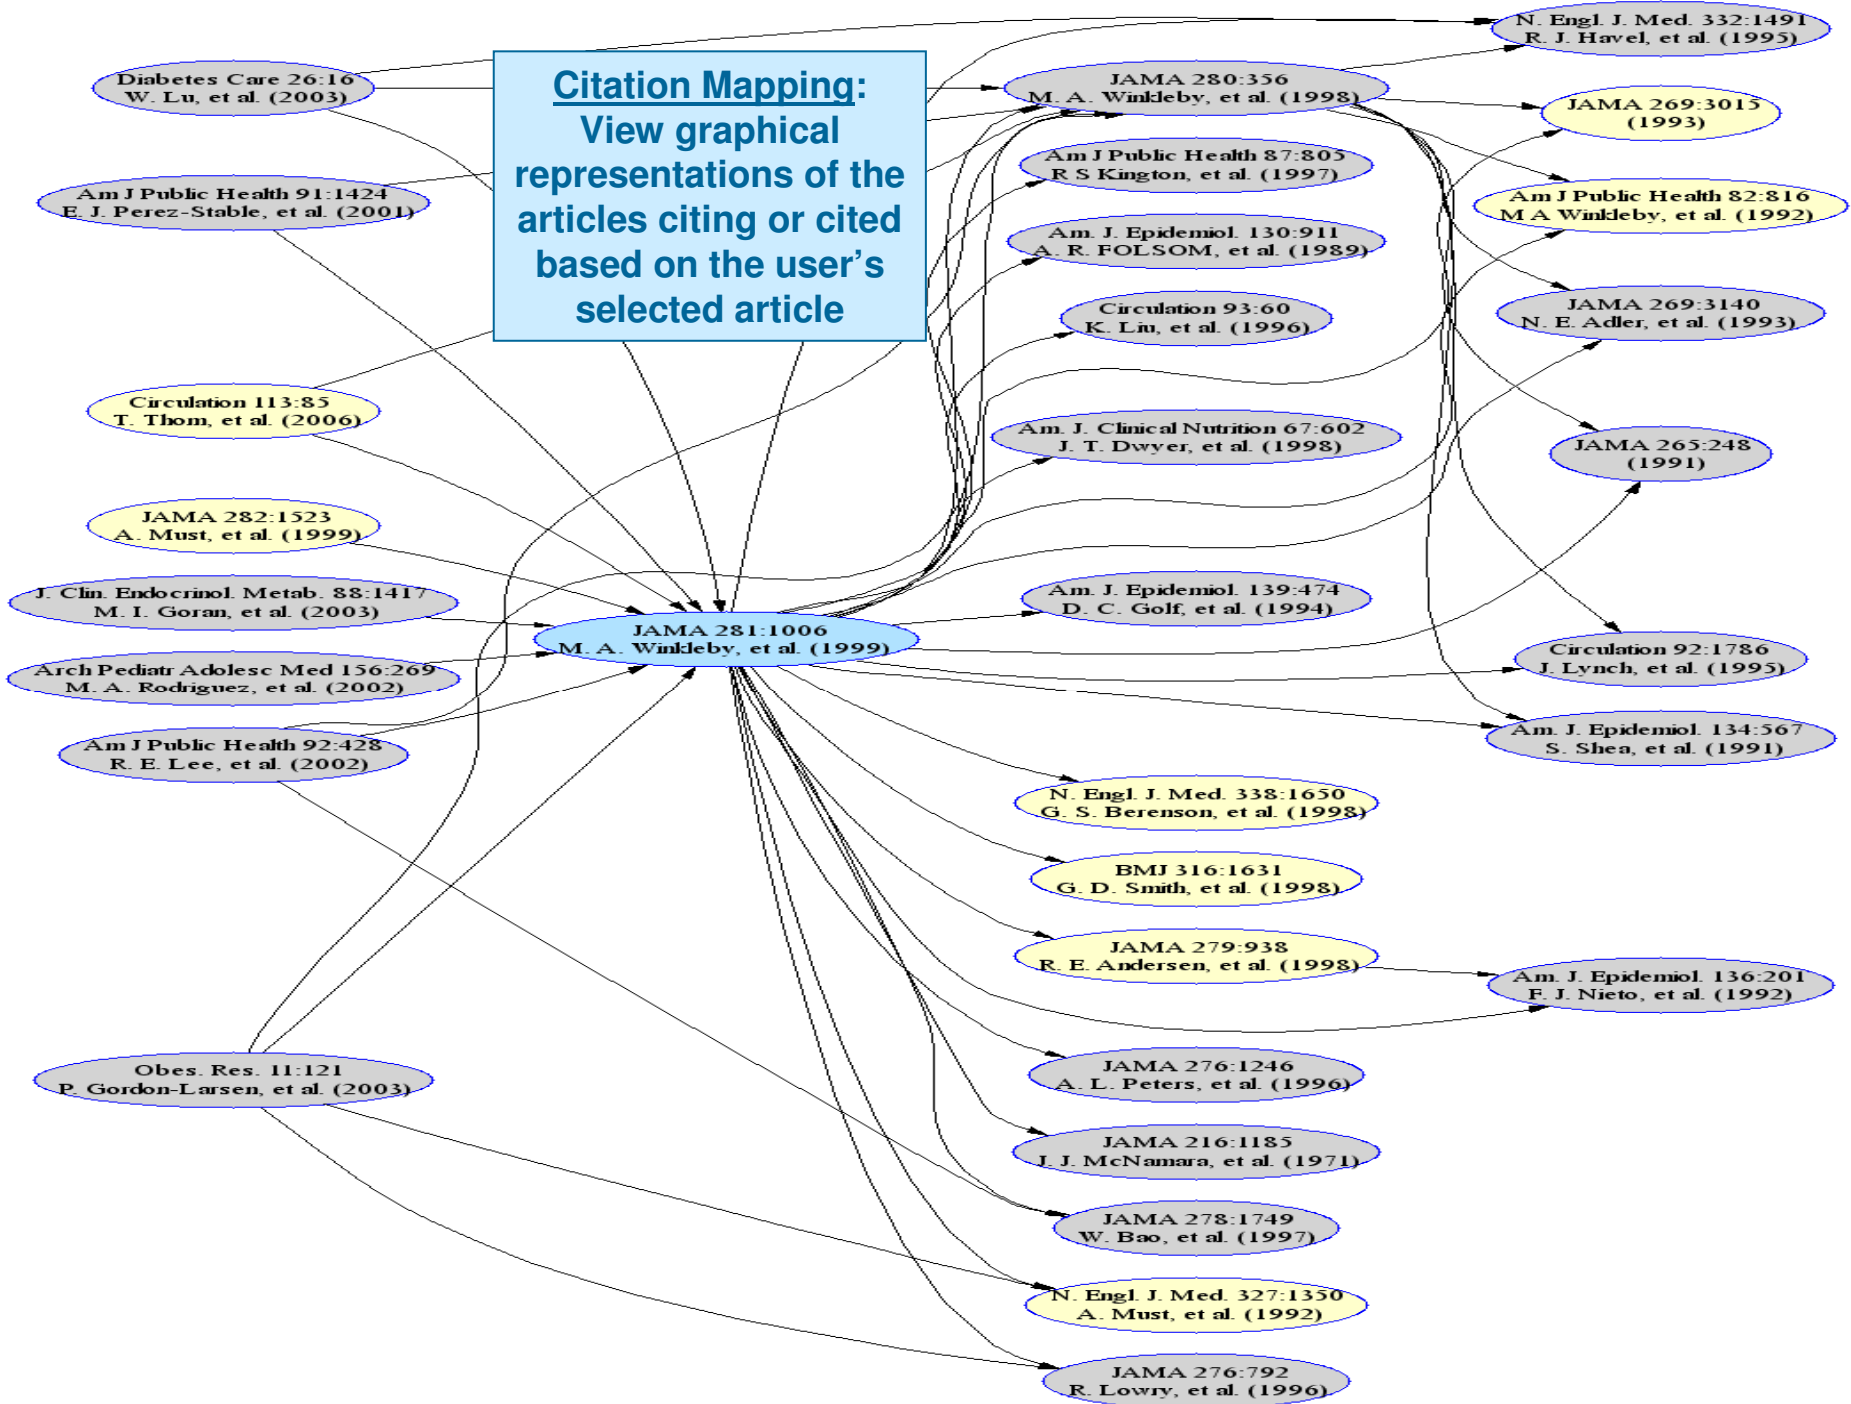 Citation Mapping:
View graphical
representations of the
articles citing or cited
based on the user's
selected article
Diabetes Care 26:16
W. Lu, et al. (2003)
Am J Public Health 91:1424
E. J. Perez-Stable, et al. (2001)
Circulation 113:85
T. Thom, et al. (2006)
JAMA 282:1523
A. Must, et al. (1999)
J. Clin. Endocrinol. Metab. 88:1417
M. I. Goran, et al. (2003)
Arch Pediatr Adolesc Med 156:269
M. A. Rodriguez, et al. (2002)
Am J Public Health 92:428
R. E. Lee, et al. (2002)
Obes. Res. 11:121
P. Gordon-Larsen, et al. (2003)
JAMA 281:1006
M. A. Winkleby, et al. (1999)
JAMA 280:356
M. A. Winkleby, et al. (1998)
Am J Public Health 87:805
R S Kington, et al. (1997)
Am. J. Epidemiol. 130:911
A. R. FOLSOM, et al. (1989)
Circulation 93:60
K. Liu, et al. (1996)
Am. J. Clinical Nutrition 67:602
J. T. Dwyer, et al. (1998)
Am. J. Epidemiol. 139:474
D. C. Golf, et al. (1994)
N. Engl. J. Med. 338:1650
G. S. Berenson, et al. (1998)
BMJ 316:1631
G. D. Smith, et al. (1998)
JAMA 279:938
R. E. Andersen, et al. (1998)
JAMA 276:1246
A. L. Peters, et al. (1996)
JAMA 216:1185
J. J. McNamara, et al. (1971)
JAMA 278:1749
W. Bao, et al. (1997)
N. Engl. J. Med. 327:1350
A. Must, et al. (1992)
JAMA 276:792
R. Lowry, et al. (1996)
N. Engl. J. Med. 332:1491
R. J. Havel, et al. (1995)
JAMA 269:3015
(1993)
Am J Public Health 82:816
M A Winkleby, et al. (1992)
JAMA 269:3140
N. E. Adler, et al. (1993)
JAMA 265:248
(1991)
Circulation 92:1786
J. Lynch, et al. (1995)
Am. J. Epidemiol. 134:567
S. Shea, et al. (1991)
Am. J. Epidemiol. 136:201
F. J. Nieto, et al. (1992)